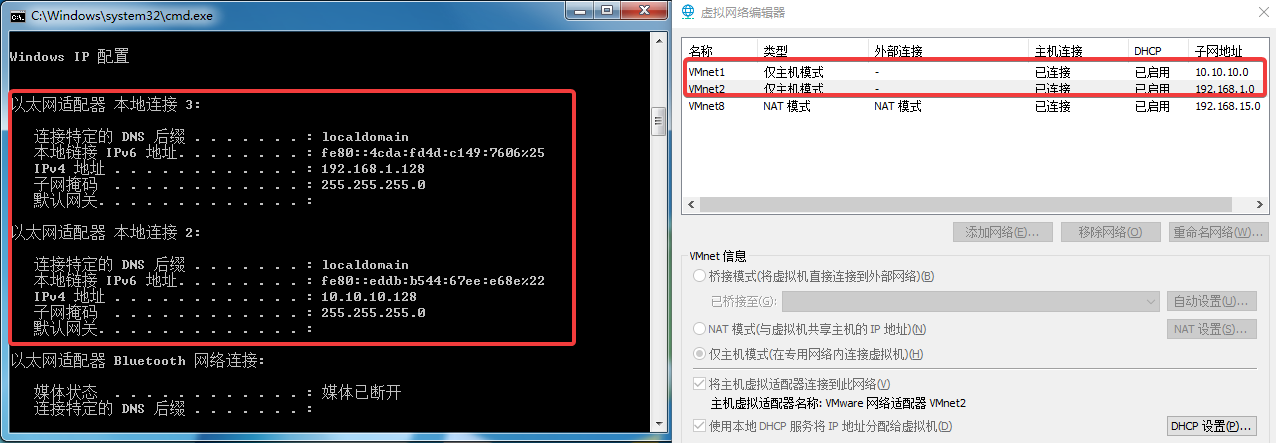 C:\Windows\system32\cmd.exe
Windows IP 配置
以太网适配器 本地连接 3:
连接特定的 DNS 后缀 . . . . . . . : localdomain
本地链接 IPv6 地址. . . . . . . . : fe80::4cda:fd4d:c149:7606%25
IPv4 地址 . . . . . . . . . . . . : 192.168.1.128
子网掩码 . . . . . . . . . . . . : 255.255.255.0
默认网关. . . . . . . . . . . . . :
以太网适配器 本地连接 2:
连接特定的 DNS 后缀 . . . . . . . : localdomain
本地链接 IPv6 地址. . . . . . . . : fe80::eddb:b544:67ee:e68e%22
IPv4 地址 . . . . . . . . . . . . : 10.10.10.128
子网掩码 . . . . . . . . . . . . : 255.255.255.0
默认网关. . . . . . . . . . . . . :
以太网适配器 Bluetooth 网络连接:
媒体状态 . . . . . . . . . . . . : 媒体已断开
连接特定的 DNS 后缀 . . . . . . . :
虚拟网络编辑器
名称 类型 外部连接 主机连接 DHCP 子网地址
VMnet1 仅主机模式 - 已连接 已启用 10.10.10.0
VMnet2 仅主机模式 - 已连接 已启用 192.168.1.0
VMnet8 NAT 模式 NAT 模式 已连接 已启用 192.168.15.0
添加网络(E)... 移除网络(O) 重命名网络(W)...
VMnet 信息
桥接模式(将虚拟机直接连接到外部网络)(B)
已桥接至(G): 自动设置(U)...
NAT 模式(与虚拟机共享主机的 IP 地址)(N) NAT 设置(S)...
仅主机模式(在专用网络内连接虚拟机)(H)
将主机虚拟适配器连接到此网络(V)
主机虚拟适配器名称: VMware 网络适配器 VMnet2
使用本地 DHCP 服务将 IP 地址分配给虚拟机(D) DHCP 设置(P)...